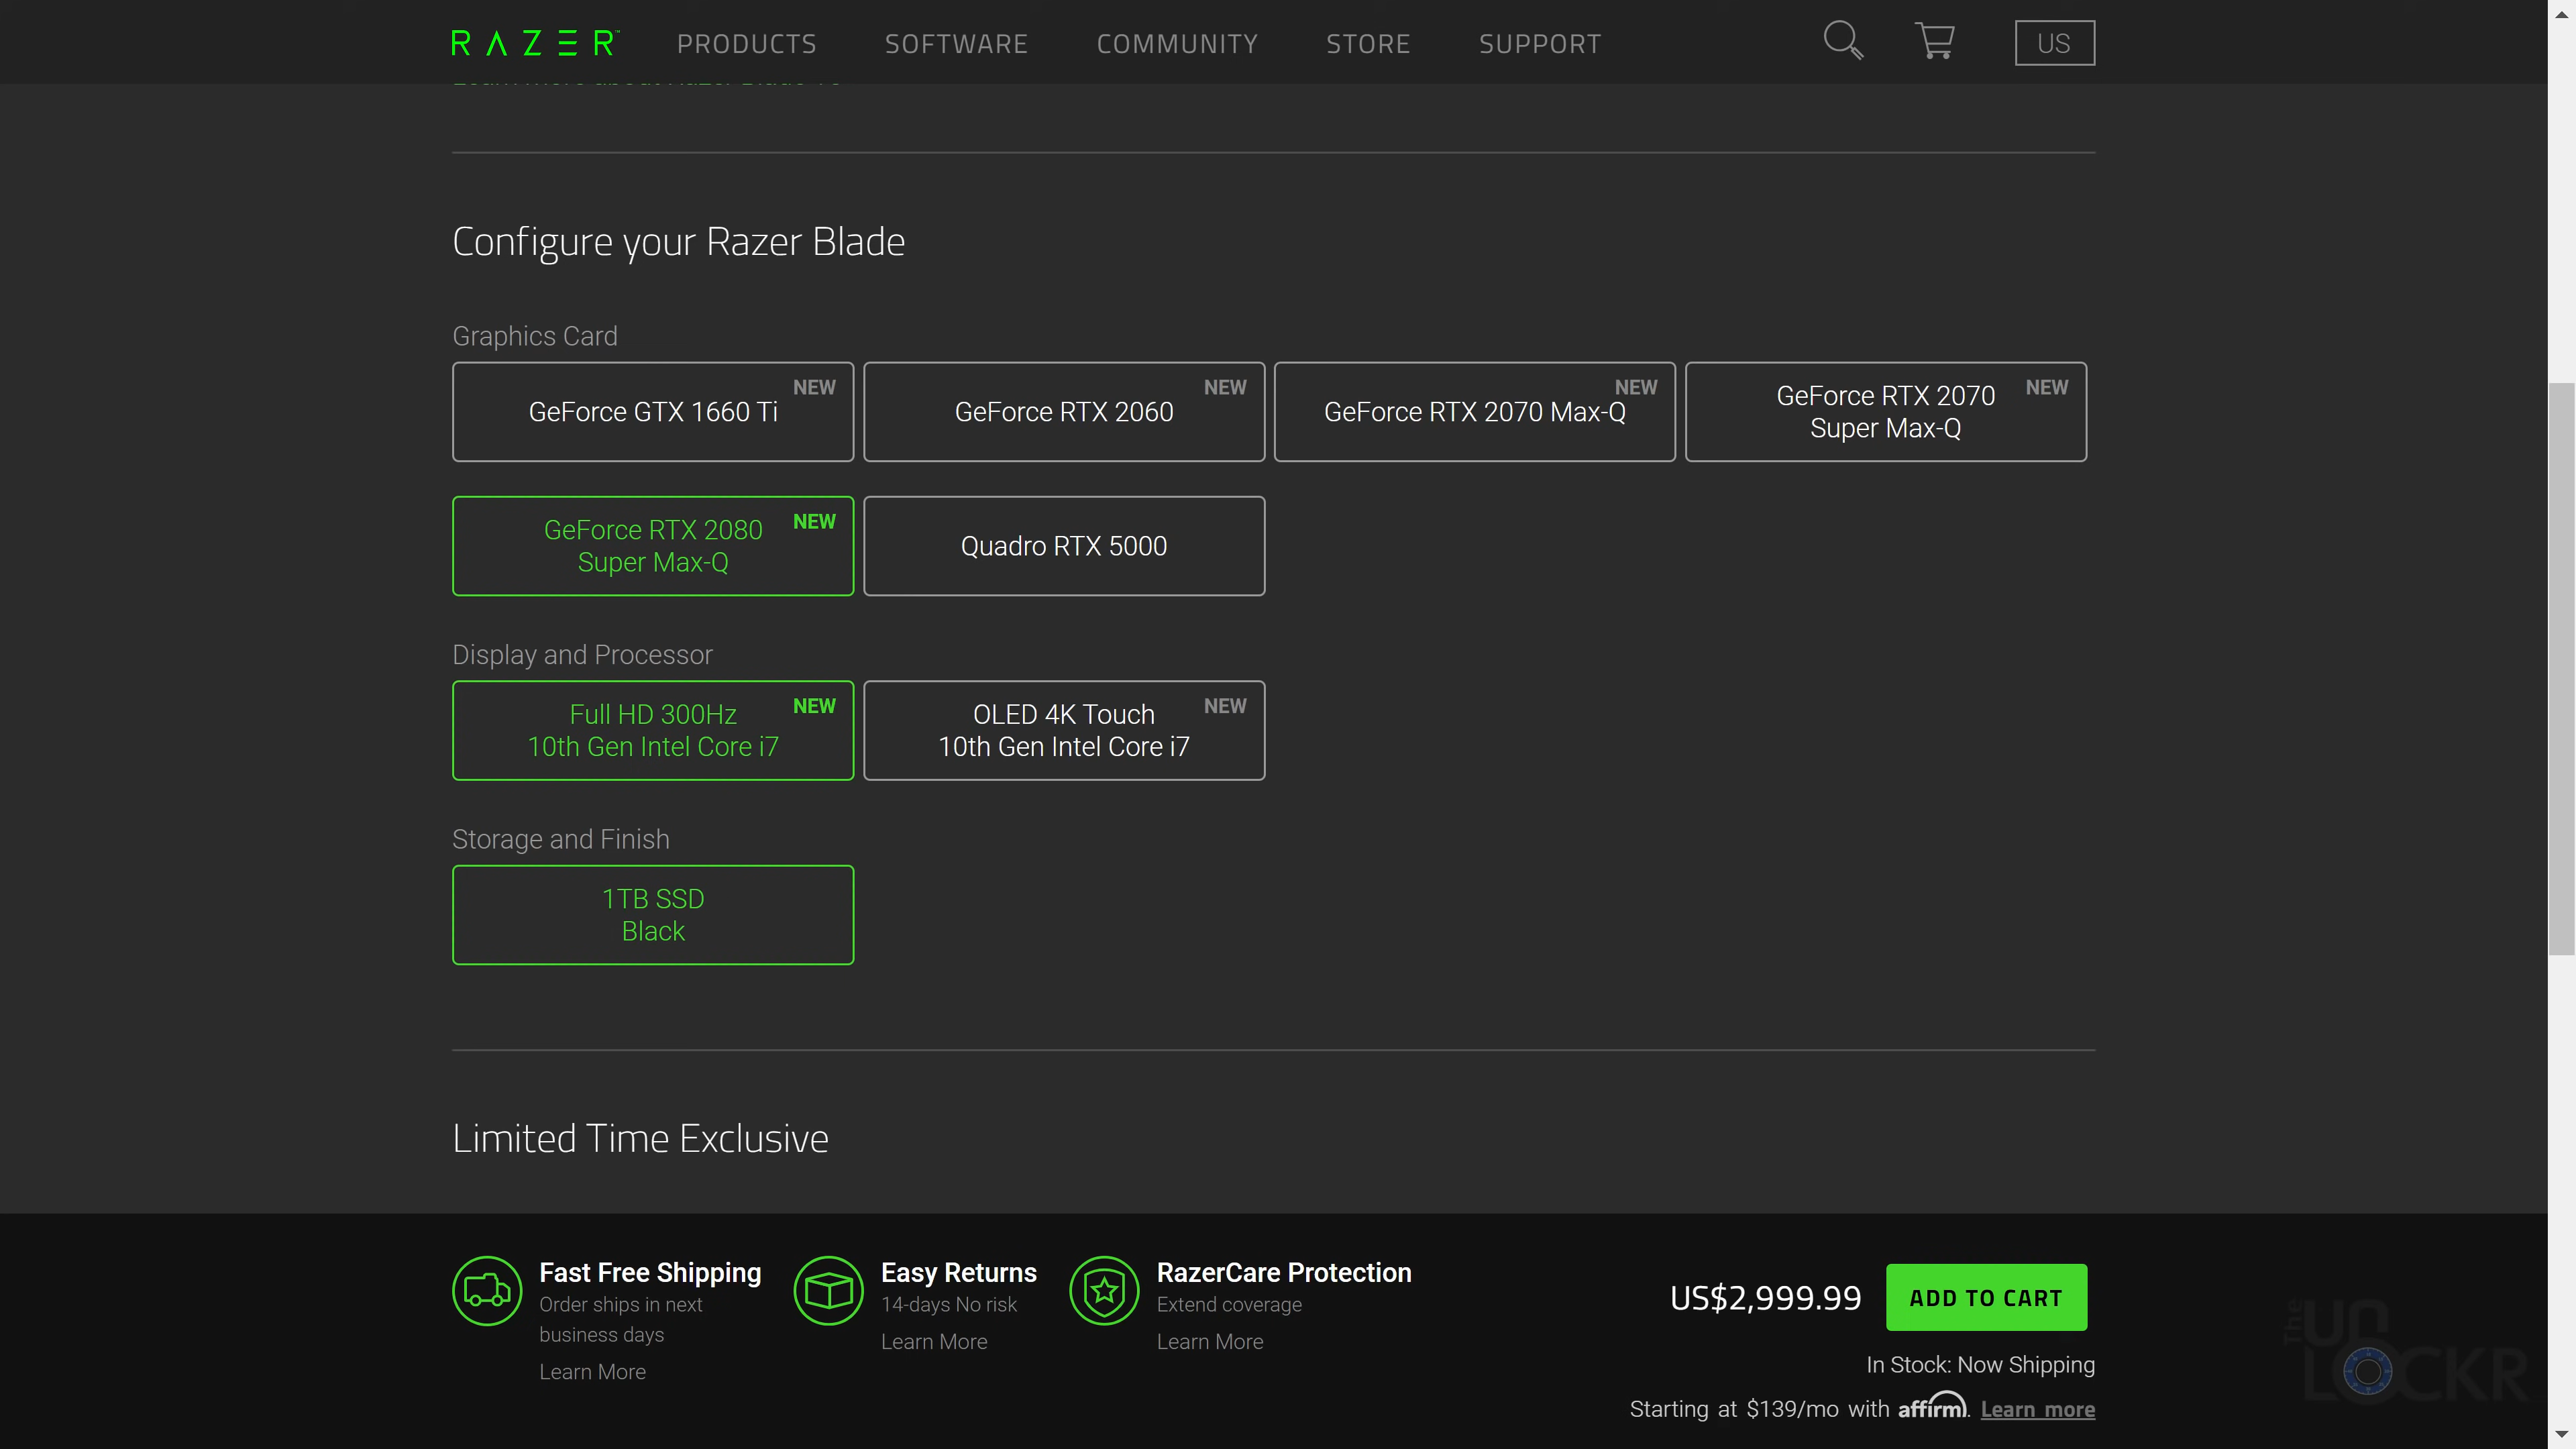 RAZER™ PRODUCTS SOFTWARE COMMUNITY STORE SUPPORT US
Configure your Razer Blade
Graphics Card
GeForce GTX 1660 Ti NEW
GeForce RTX 2060 NEW
GeForce RTX 2070 Max-Q NEW
GeForce RTX 2070 NEW
Super Max-Q
GeForce RTX 2080 NEW
Super Max-Q
Quadro RTX 5000
Display and Processor
Full HD 300Hz NEW
10th Gen Intel Core i7
OLED 4K Touch NEW
10th Gen Intel Core i7
Storage and Finish
1TB SSD
Black
Limited Time Exclusive
Fast Free Shipping
Order ships in next
business days
Learn More
Easy Returns
14-days No risk
Learn More
RazerCare Protection
Extend coverage
Learn More
US$2,999.99 ADD TO CART
In Stock: Now Shipping
Starting at $139/mo with affirm. Learn more
The
UN
LOCKR